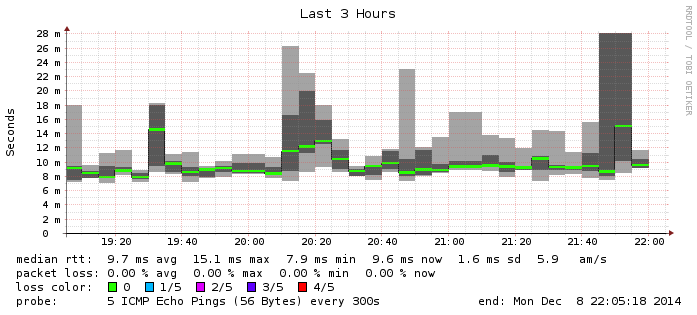 Last 3 Hours
RRDTOOL / TOBI OETIKER
Seconds
28 m
26 m
24 m
22 m
20 m
18 m
16 m
14 m
12 m
10 m
8 m
6 m
4 m
2 m
0
19:20 19:40 20:00 20:20 20:40 21:00 21:20 21:40 22:00
median rtt: 9.7 ms avg 15.1 ms max 7.9 ms min 9.6 ms now 1.6 ms sd 5.9 am/s
packet loss: 0.00 % avg 0.00 % max 0.00 % min 0.00 % now
loss color: 0 1/5 2/5 3/5 4/5
probe: 5 ICMP Echo Pings (56 Bytes) every 300s end: Mon Dec 8 22:05:18 2014